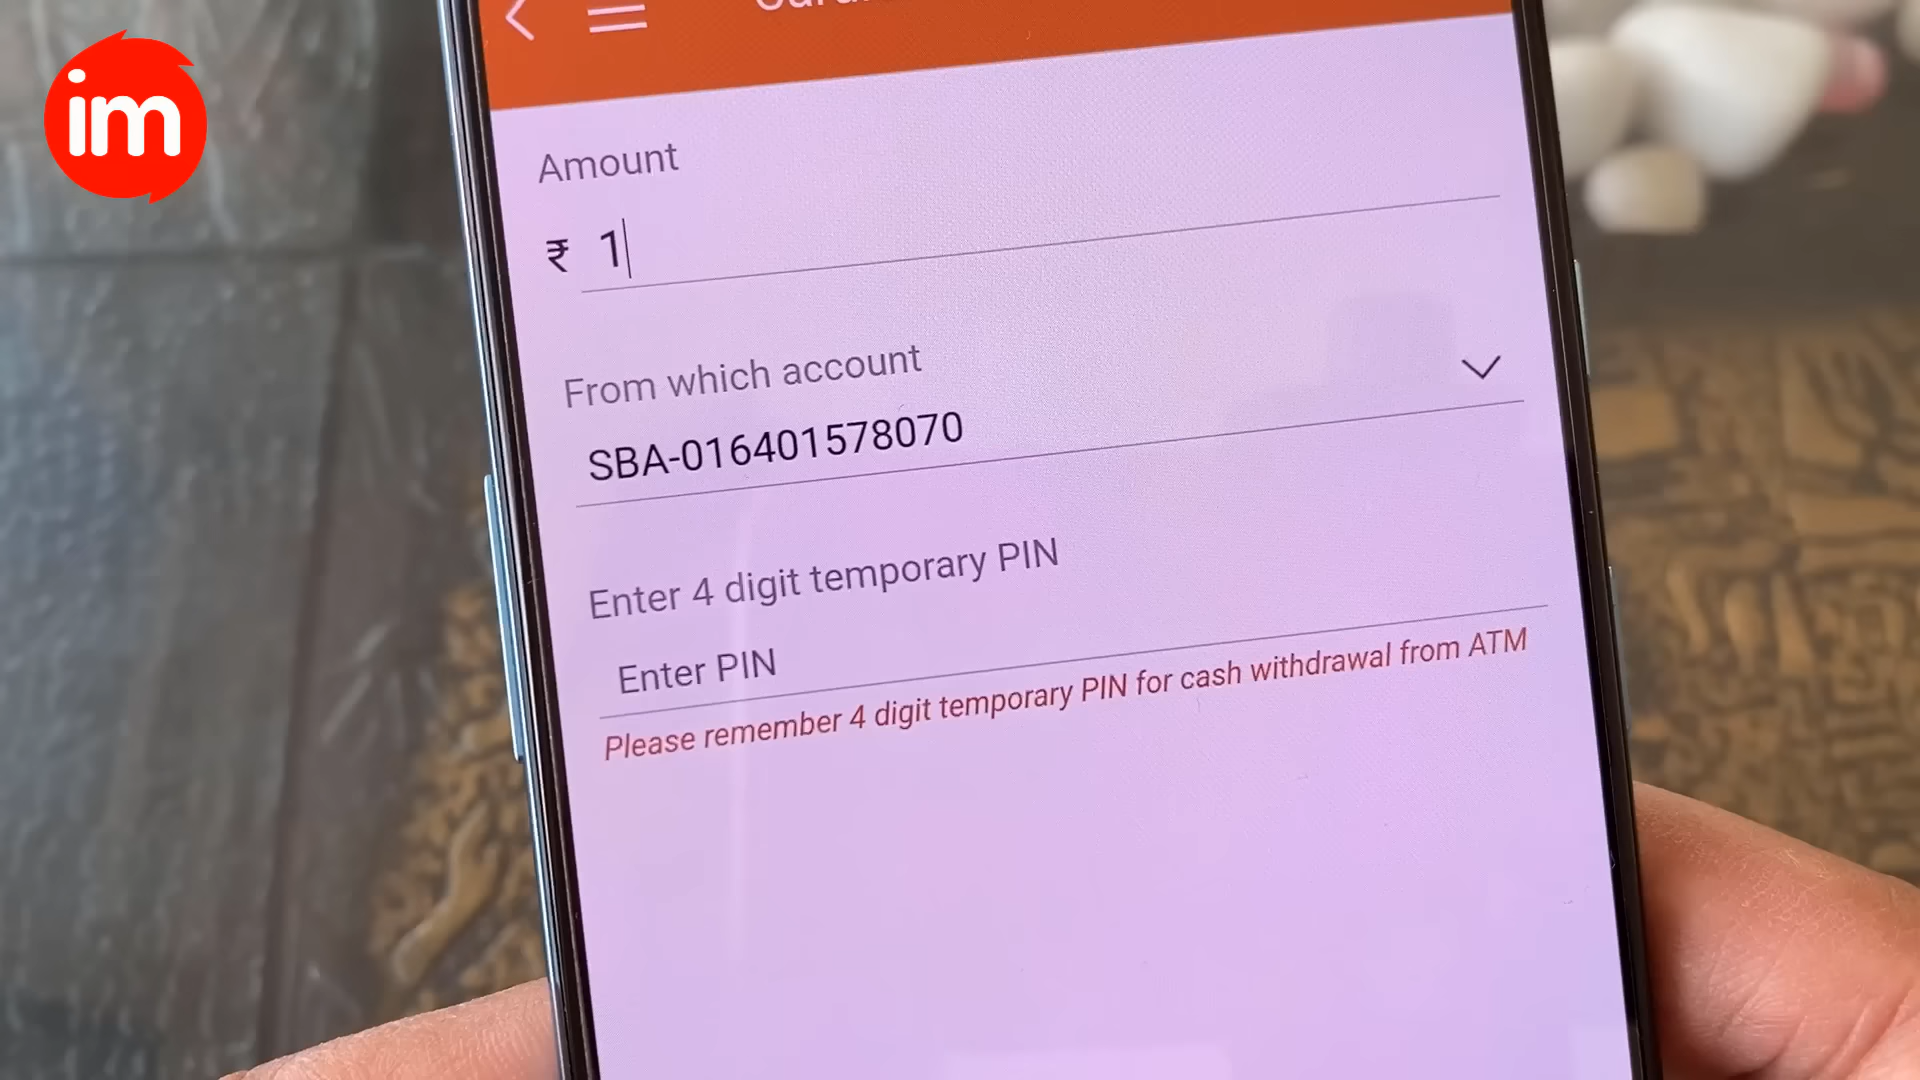 im
Amount
₹ 1
From which account
SBA-016401578070
Enter 4 digit temporary PIN
Enter PIN
Please remember 4 digit temporary PIN for cash withdrawal from ATM